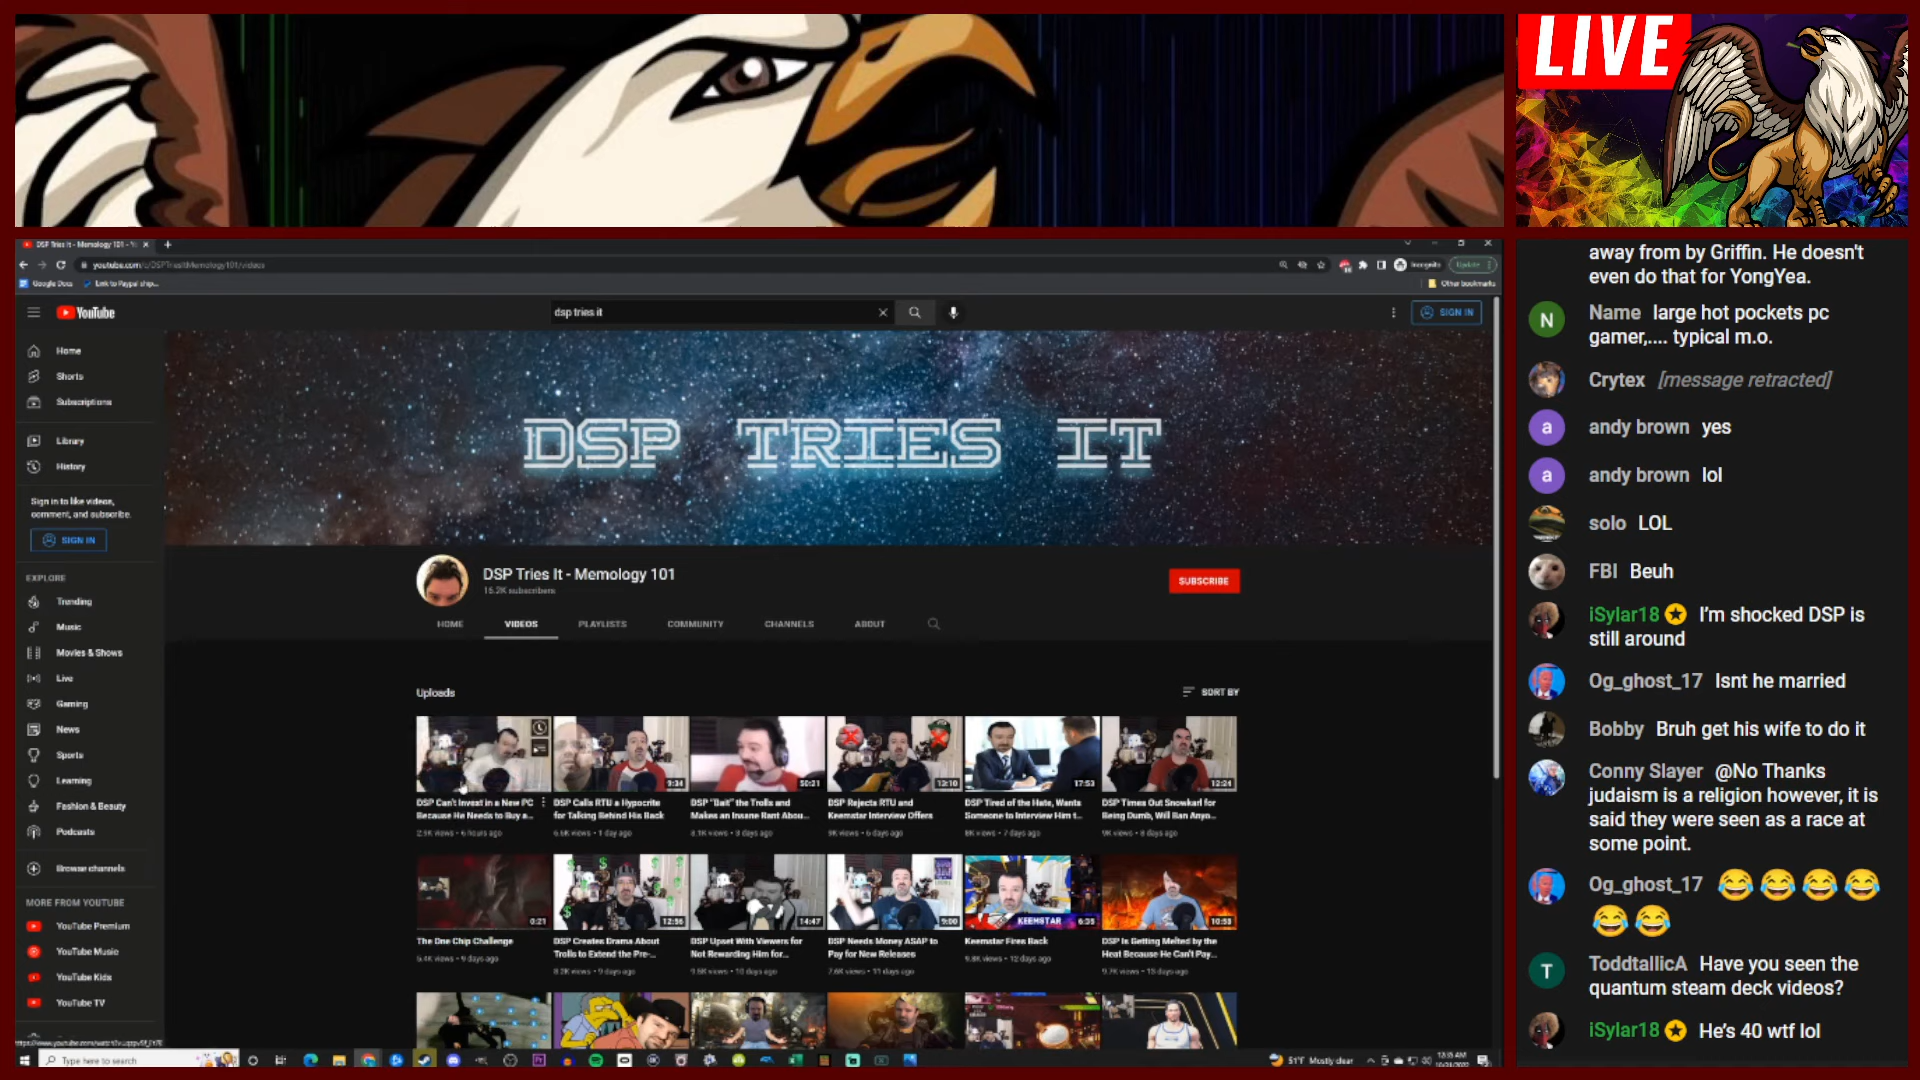 LIVE
DSP Tries It - Memology 101 - Yo
youtube.com/c/DSPTriesItMemology101/videos
Incognito
Update
Google Docs
Link to Paypal ship...
Other bookmarks
YouTube
dsp tries it
SIGN IN
Home
Shorts
Subscriptions
Library
History
Sign in to like videos,
comment, and subscribe.
SIGN IN
EXPLORE
Trending
Music
Movies & Shows
Live
Gaming
News
Sports
Learning
Fashion & Beauty
Podcasts
Browse channels
MORE FROM YOUTUBE
YouTube Premium
YouTube Music
YouTube Kids
YouTube TV
DSP TRIES IT
DSP Tries It - Memology 101
15.2K subscribers
SUBSCRIBE
HOME VIDEOS PLAYLISTS COMMUNITY CHANNELS ABOUT
Uploads
SORT BY
9:34 50:21 13:10 17:53 12:24
DSP Can't Invest in a New PC
Because He Needs to Buy a...
2.9K views • 6 hours ago
DSP Calls RTU a Hypocrite
for Talking Behind His Back
6.6K views • 1 day ago
DSP "Bait" the Trolls and
Makes an Insane Rant Abou...
8.1K views • 3 days ago
DSP Rejects RTU and
Keemstar Interview Offers
9K views • 6 days ago
DSP Tired of the Hate, Wants
Someone to Interview Him t...
8K views • 7 days ago
DSP Times Out Snowkarl for
Being Dumb, Will Ban Anyo...
9K views • 8 days ago
0:21 12:56 14:47 9:00 KEEMSTAR 6:35 10:53
The One Chip Challenge
6.4K views • 9 days ago
DSP Creates Drama About
Trolls to Extend the Pre-...
8.2K views • 9 days ago
DSP Upset With Viewers for
Not Rewarding Him for...
9.6K views • 10 days ago
DSP Needs Money ASAP to
Pay for New Releases
7.6K views • 11 days ago
Keemstar Fires Back
9.8K views • 12 days ago
DSP Is Getting Melted by the
Heat Because He Can't Pay...
9.7K views • 13 days ago
Type here to search
51°F Mostly clear
away from by Griffin. He doesn't
even do that for YongYea.
N
Name large hot pockets pc
gamer,.... typical m.o.
Crytex [message retracted]
a
andy brown yes
a
andy brown lol
solo LOL
FBI Beuh
iSylar18 I'm shocked DSP is
still around
Og_ghost_17 Isnt he married
Bobby Bruh get his wife to do it
Conny Slayer @No Thanks
judaism is a religion however, it is
said they were seen as a race at
some point.
Og_ghost_17 😂😂😂😂
😂😂
T
ToddtallicA Have you seen the
quantum steam deck videos?
iSylar18 He's 40 wtf lol